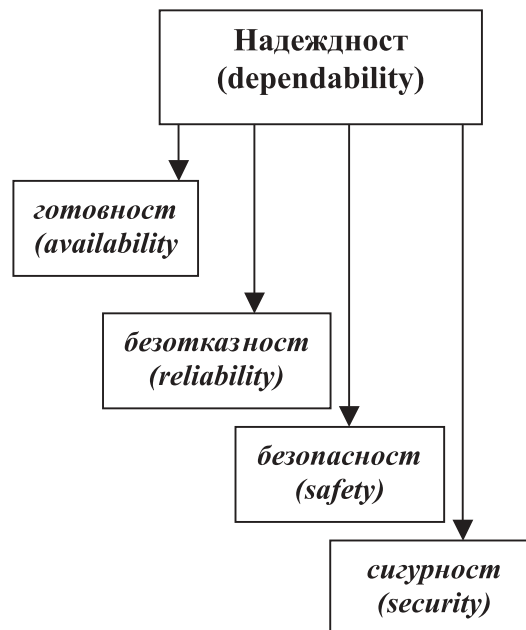 Надеждност
(dependability)
готовност
(availability
безотказност
(reliability)
безопасност
(safety)
сигурност
(security)